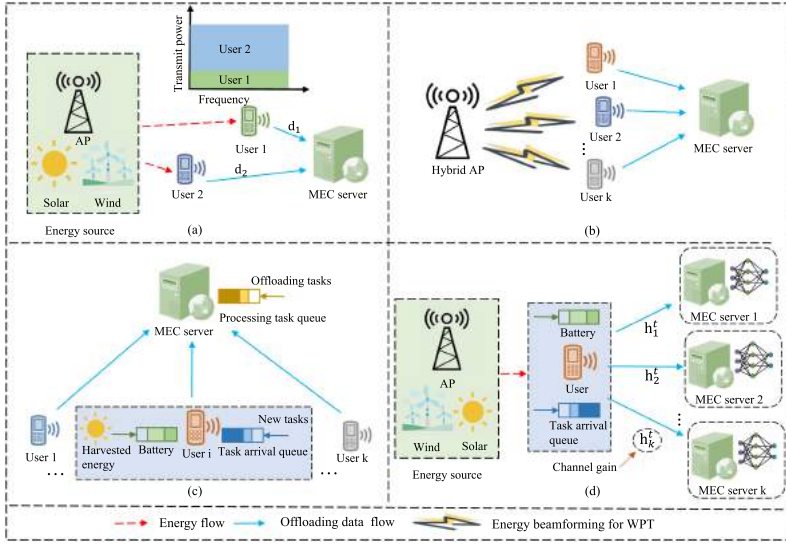 Transmit power
User 2
User 1
Frequency
AP
Solar
Wind
Energy source
User 1
d₁
User 2
d₂
MEC server
(a)
Hybrid AP
User 1
User 2
⋮
User k
MEC server
(b)
MEC server
Offloading tasks
Processing task queue
User 1
...
Harvested
energy
Battery
User i
New tasks
Task arrival queue
...
User k
(c)
AP
Wind
Solar
Energy source
Battery
User
Task arrival
queue
h₁ᵗ
h₂ᵗ
⋮
hₖᵗ
Channel gain
MEC server 1
MEC server 2
MEC server k
(d)
Energy flow
Offloading data flow
Energy beamforming for WPT